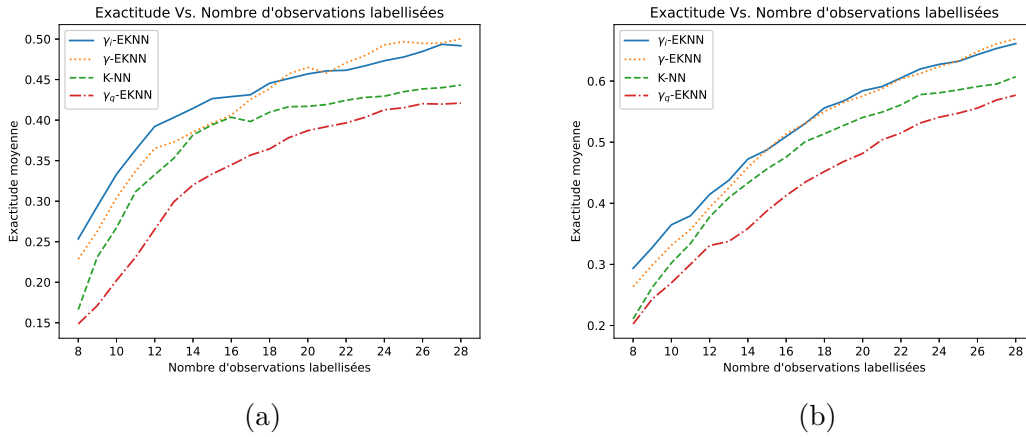 Exactitude Vs. Nombre d'observations labellisées
0.50
0.45
0.40
0.35
0.30
0.25
0.20
0.15
Exactitude moyenne
γi-EKNN
γ-EKNN
K-NN
γq-EKNN
8 10 12 14 16 18 20 22 24 26 28
Nombre d'observations labellisées
(a)
Exactitude Vs. Nombre d'observations labellisées
0.6
0.5
0.4
0.3
0.2
Exactitude moyenne
γi-EKNN
γ-EKNN
K-NN
γq-EKNN
8 10 12 14 16 18 20 22 24 26 28
Nombre d'observations labellisées
(b)